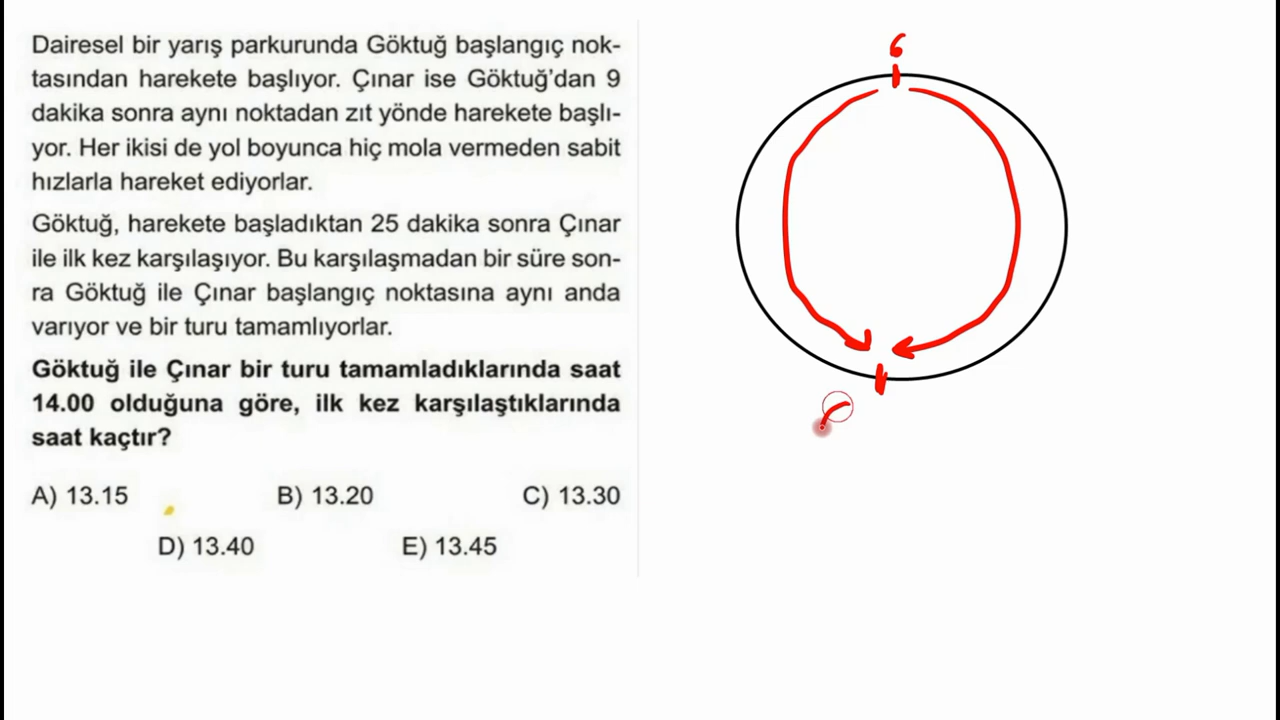 Dairesel bir yarış parkurunda Göktuğ başlangıç nok-
tasından harekete başlıyor. Çınar ise Göktuğ'dan 9
dakika sonra aynı noktadan zıt yönde harekete başlı-
yor. Her ikisi de yol boyunca hiç mola vermeden sabit
hızlarla hareket ediyorlar.
Göktuğ, harekete başladıktan 25 dakika sonra Çınar
ile ilk kez karşılaşıyor. Bu karşılaşmadan bir süre son-
ra Göktuğ ile Çınar başlangıç noktasına aynı anda
varıyor ve bir turu tamamlıyorlar.
Göktuğ ile Çınar bir turu tamamladıklarında saat
14.00 olduğuna göre, ilk kez karşılaştıklarında
saat kaçtır?
A) 13.15 B) 13.20 C) 13.30
D) 13.40 E) 13.45